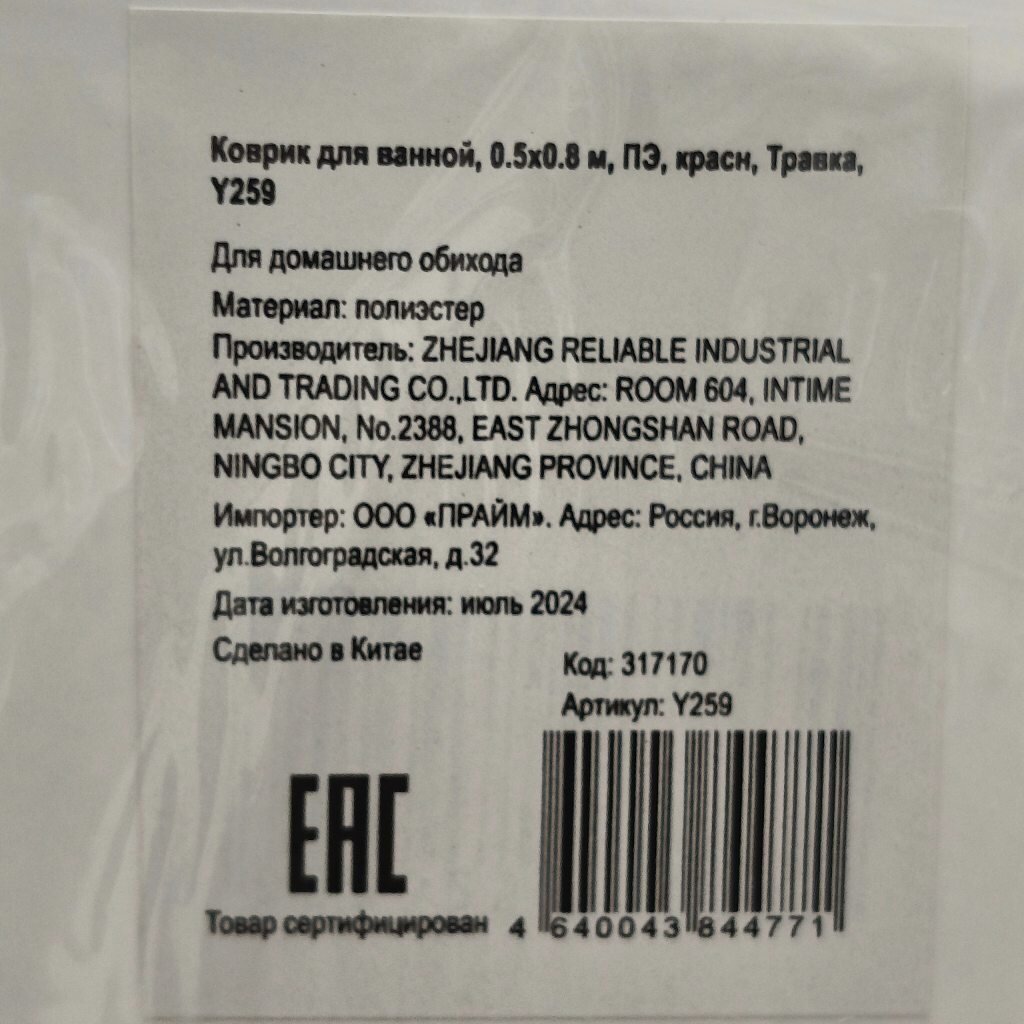 Коврик для ванной, 0.5х0.8 м, ПЭ, красн, Травка,
Y259
Для домашнего обихода
Материал: полиэстер
Производитель: ZHEJIANG RELIABLE INDUSTRIAL
AND TRADING CO.,LTD. Адрес: ROOM 604, INTIME
MANSION, No.2388, EAST ZHONGSHAN ROAD,
NINGBO CITY, ZHEJIANG PROVINCE, CHINA
Импортер: ООО «ПРАЙМ». Адрес: Россия, г.Воронеж,
ул.Волгоградская, д.32
Дата изготовления: июль 2024
Сделано в Китае
Код: 317170
Артикул: Y259
EAC
Товар сертифицирован
4 640043 844771